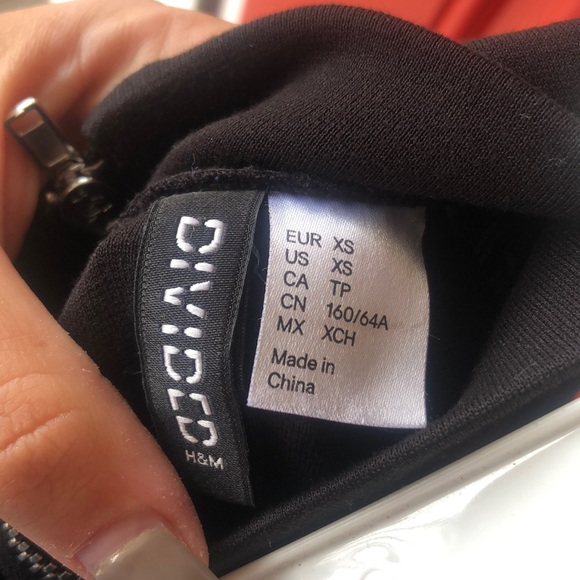 DIVIDED
H&M
EUR XS
US XS
CA TP
CN 160/64A
MX XCH
Made in
China